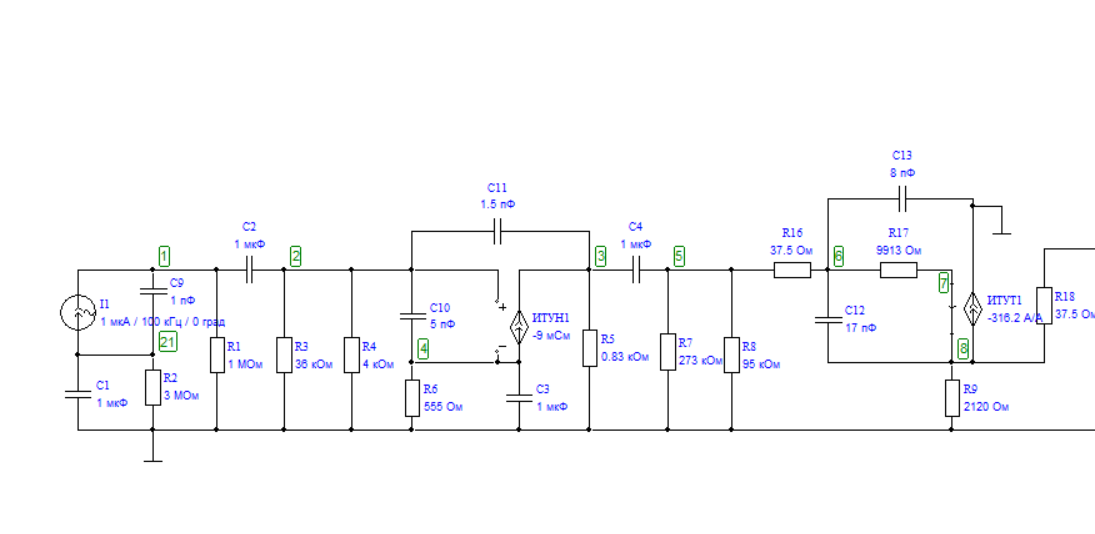 C13
8 пФ
C11
1.5 пФ
C2
1 мкФ
C4
1 мкФ
R16
37.5 Ом
R17
9913 Ом
1
2
3
5
6
7
C9
1 пФ
I1
1 мкА / 100 кГц / 0 град
21
C10
5 пФ
+
-
4
ИТУН1
-9 мСм
C12
17 пФ
ИТУТ1
-316.2 А/А
R18
37.5 Ом
8
C1
1 мкФ
R2
3 МОм
R1
1 МОм
R3
36 кОм
R4
4 кОм
R5
0.83 кОм
R7
273 кОм
R8
95 кОм
R6
555 Ом
C3
1 мкФ
R9
2120 Ом